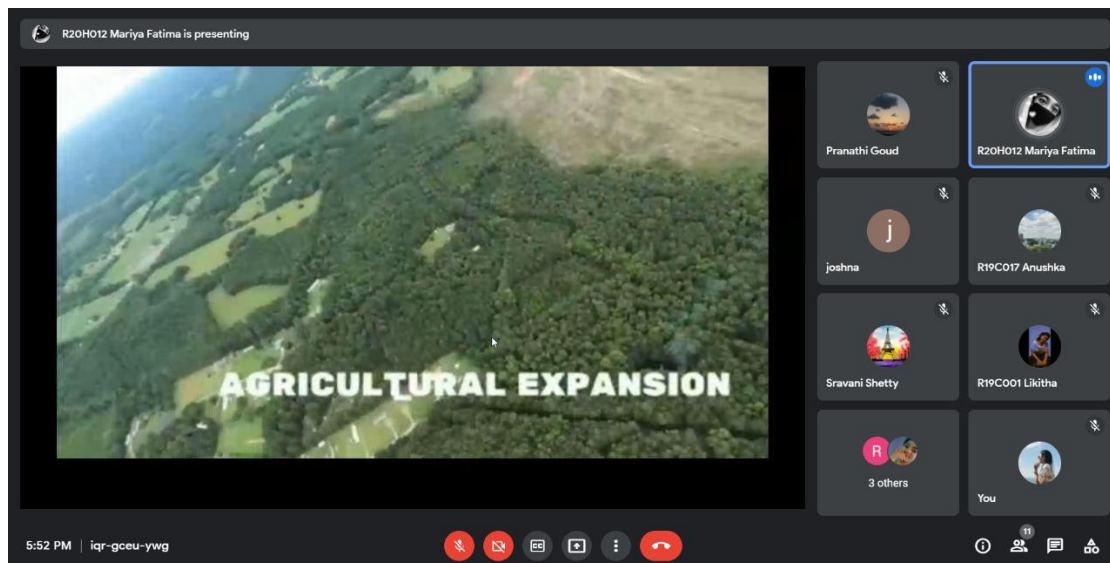 R20H012 Mariya Fatima is presenting
AGRICULTURAL EXPANSION
Pranathi Goud
R20H012 Mariya Fatima
j
joshna
R19C017 Anushka
Sravani Shetty
R19C001 Likitha
R
3 others
You
5:52 PM | iqr-gceu-ywg
CC
11